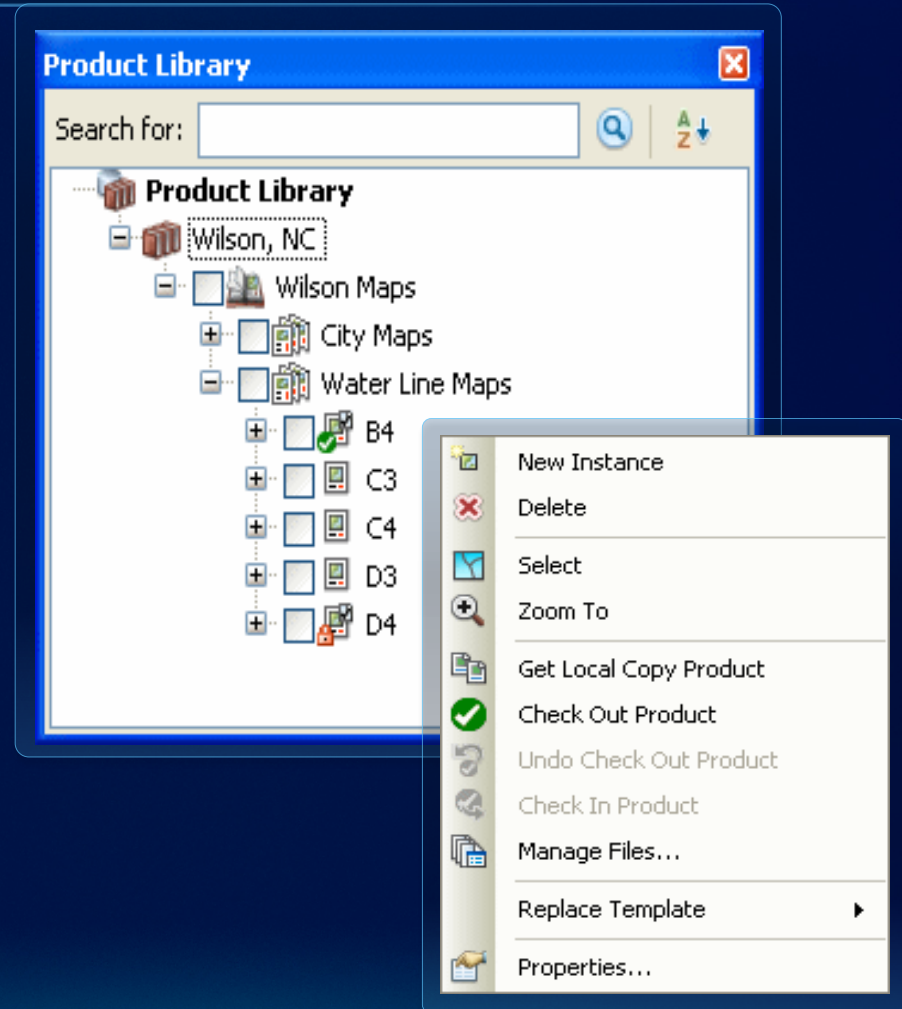 Product Library
Search for:
A
Z
Product Library
Wilson, NC
Wilson Maps
City Maps
Water Line Maps
B4
C3
C4
D3
D4
New Instance
Delete
Select
Zoom To
Get Local Copy Product
Check Out Product
Undo Check Out Product
Check In Product
Manage Files...
Replace Template
Properties...